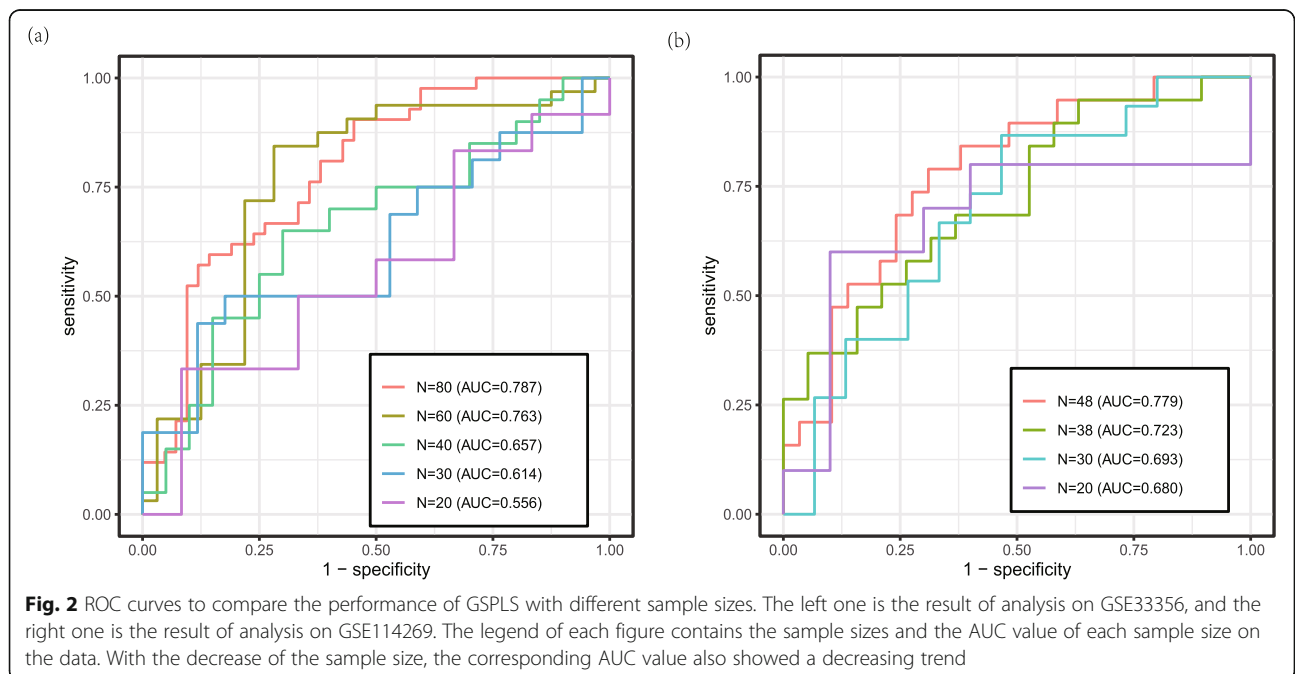 (a)
1.00
0.75
0.50
0.25
0.00
sensitivity
N=80 (AUC=0.787)
N=60 (AUC=0.763)
N=40 (AUC=0.657)
N=30 (AUC=0.614)
N=20 (AUC=0.556)
0.00 0.25 0.50 0.75 1.00
1 − specificity
(b)
1.00
0.75
0.50
0.25
0.00
sensitivity
N=48 (AUC=0.779)
N=38 (AUC=0.723)
N=30 (AUC=0.693)
N=20 (AUC=0.680)
0.00 0.25 0.50 0.75 1.00
1 − specificity
Fig. 2 ROC curves to compare the performance of GSPLS with different sample sizes. The left one is the result of analysis on GSE33356, and the
right one is the result of analysis on GSE114269. The legend of each figure contains the sample sizes and the AUC value of each sample size on
the data. With the decrease of the sample size, the corresponding AUC value also showed a decreasing trend